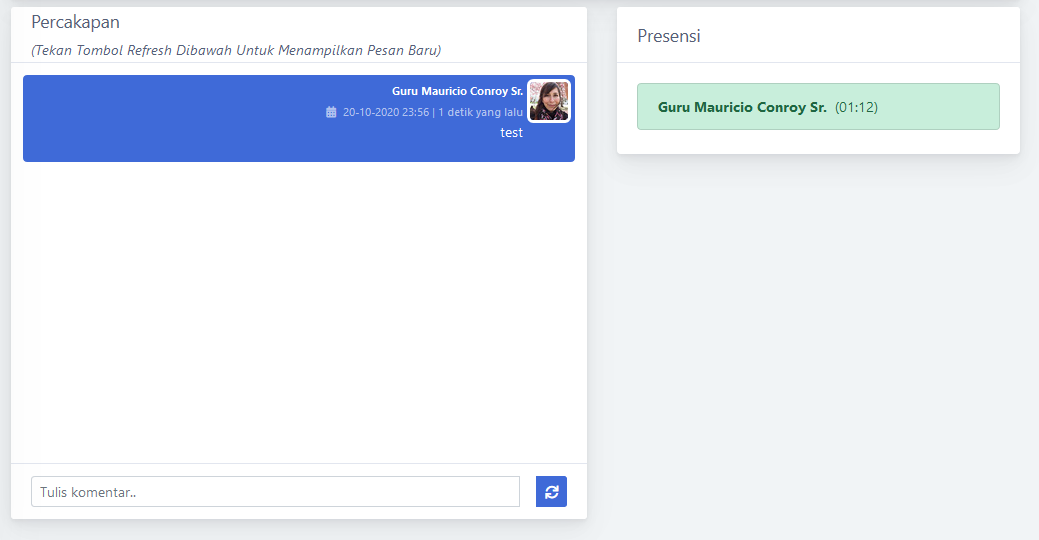 Percakapan
(Tekan Tombol Refresh Dibawah Untuk Menampilkan Pesan Baru)
Guru Mauricio Conroy Sr.
20-10-2020 23:56 | 1 detik yang lalu
test
Tulis komentar..
Presensi
Guru Mauricio Conroy Sr. (01:12)